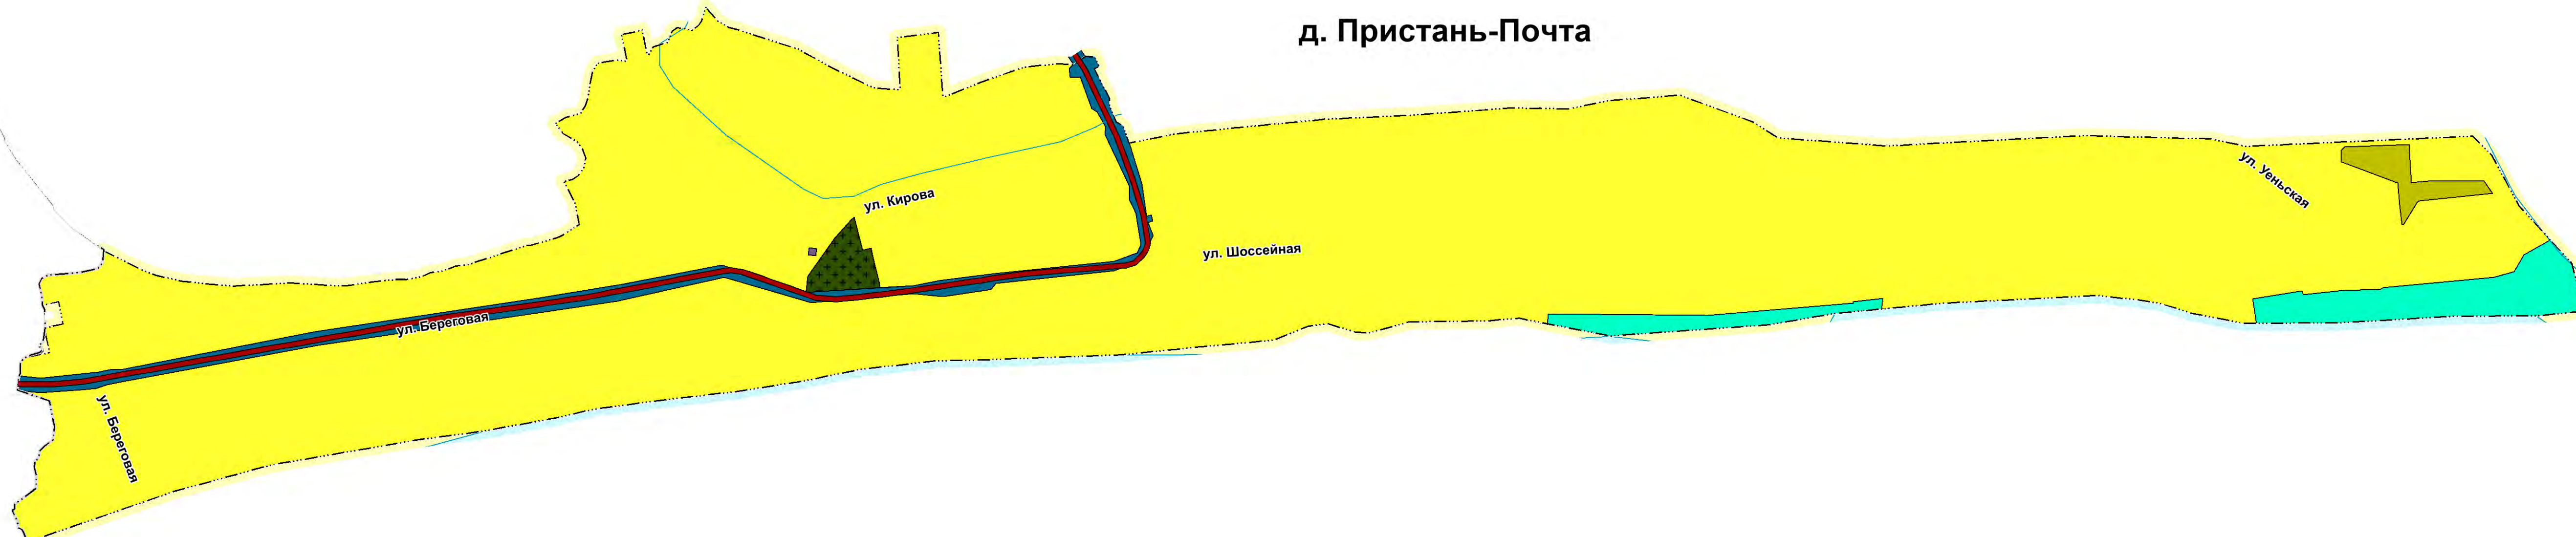 д. Пристань-Почта
ул. Уеньская
ул. Кирова
ул. Шоссейная
ул. Береговая
ул. Береговая